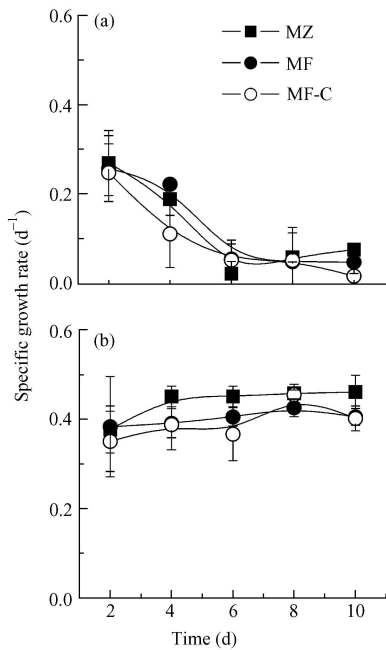 (a)
MZ
MF
MF-C
0.6
0.4
0.2
0.0
Specific growth rate (d⁻¹)
(b)
0.6
0.4
0.2
0.0
2 4 6 8 10
Time (d)